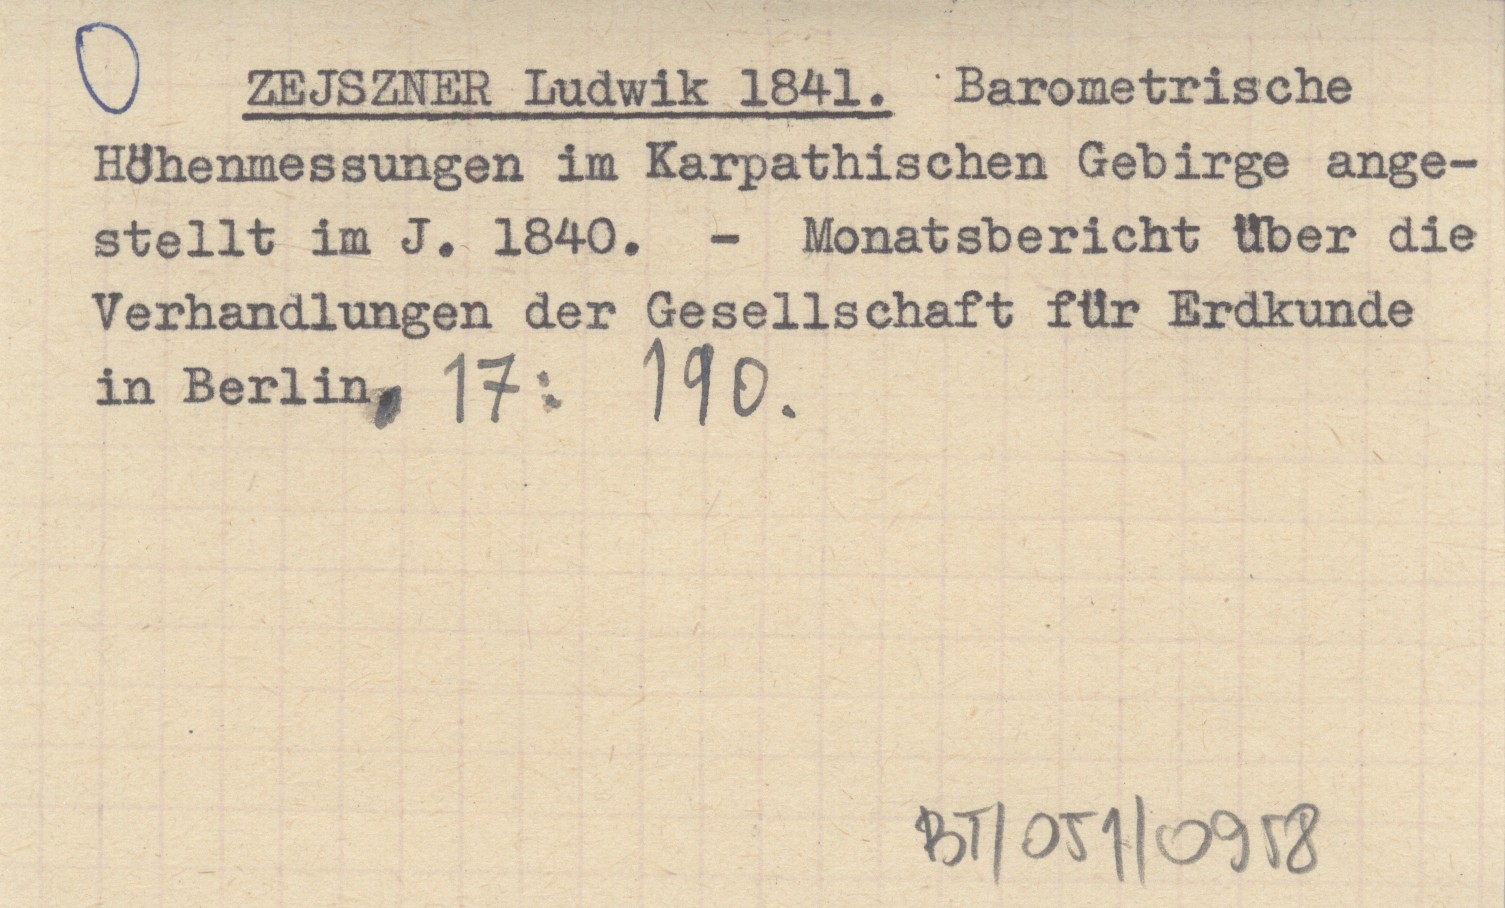 ZEJSZNER Ludwik 1841. Barometrische
Höhenmessungen im Karpathischen Gebirge ange-
stellt im J. 1840. - Monatsbericht über die
Verhandlungen der Gesellschaft für Erdkunde
in Berlin, 17: 190.
BT/051/0958